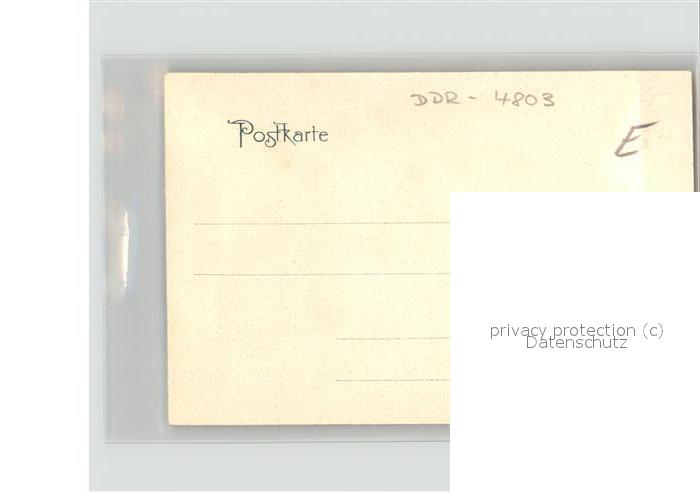 DDR - 4803
Postkarte
E
privacy protection (c)
Datenschutz